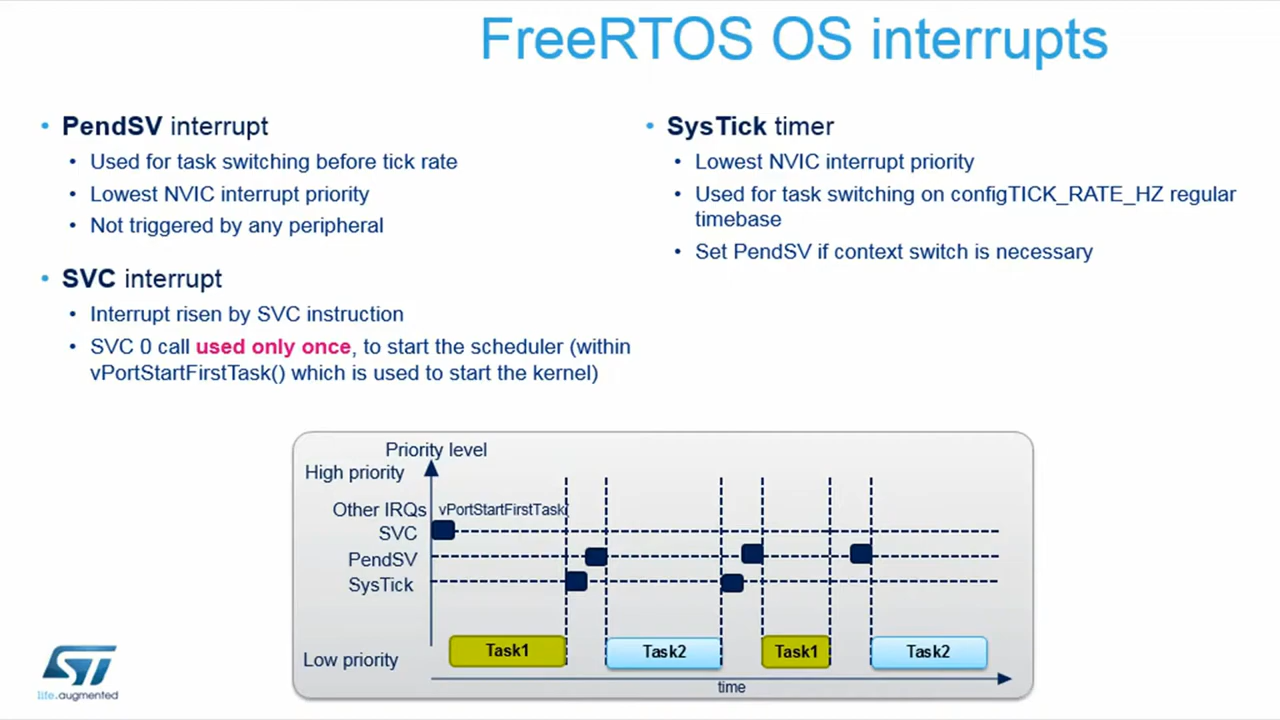 FreeRTOS OS interrupts
• PendSV interrupt
• Used for task switching before tick rate
• Lowest NVIC interrupt priority
• Not triggered by any peripheral
• SVC interrupt
• Interrupt risen by SVC instruction
• SVC 0 call used only once, to start the scheduler (within
vPortStartFirstTask() which is used to start the kernel)
• SysTick timer
• Lowest NVIC interrupt priority
• Used for task switching on configTICK_RATE_HZ regular
timebase
• Set PendSV if context switch is necessary
Priority level
High priority
Other IRQs vPortStartFirstTask(
SVC
PendSV
SysTick
Task1 Task2 Task1 Task2
Low priority
time
ST
life.augmented